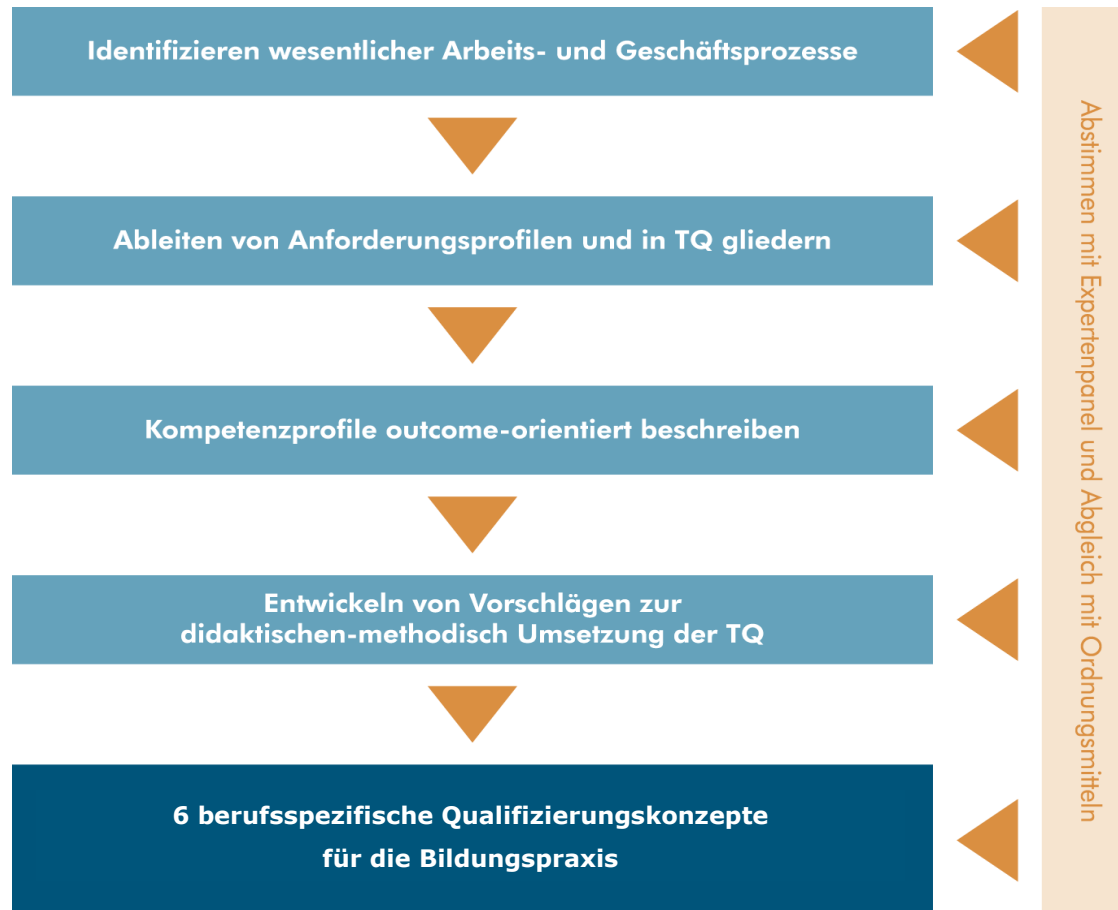 Identifizieren wesentlicher Arbeits- und Geschäftsprozesse
Ableiten von Anforderungsprofilen und in TQ gliedern
Kompetenzprofile outcome-orientiert beschreiben
Entwickeln von Vorschlägen zur
didaktischen-methodisch Umsetzung der TQ
6 berufsspezifische Qualifizierungskonzepte
für die Bildungspraxis
Abstimmen mit Expertenpanel und Abgleich mit Ordnungsmitteln